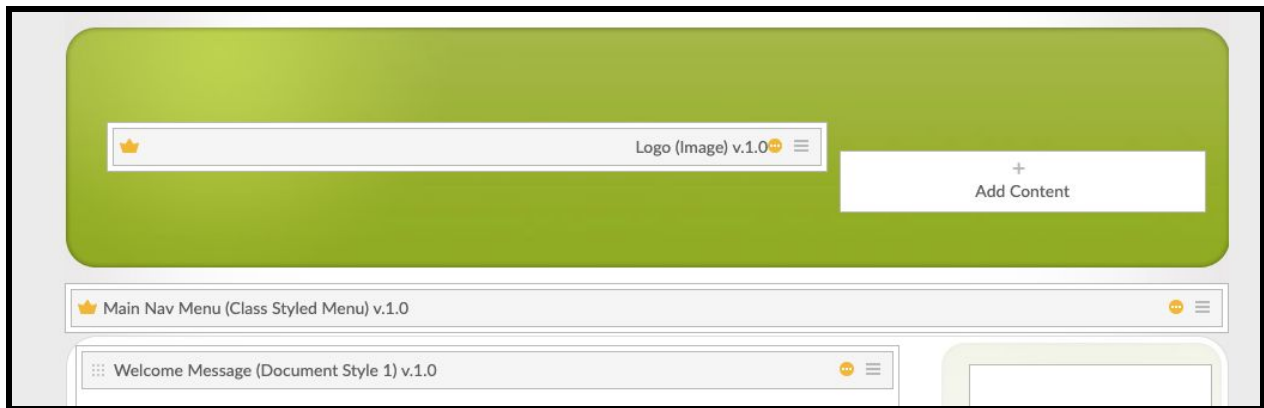 Logo (Image) v.1.0
+
Add Content
Main Nav Menu (Class Styled Menu) v.1.0
Welcome Message (Document Style 1) v.1.0